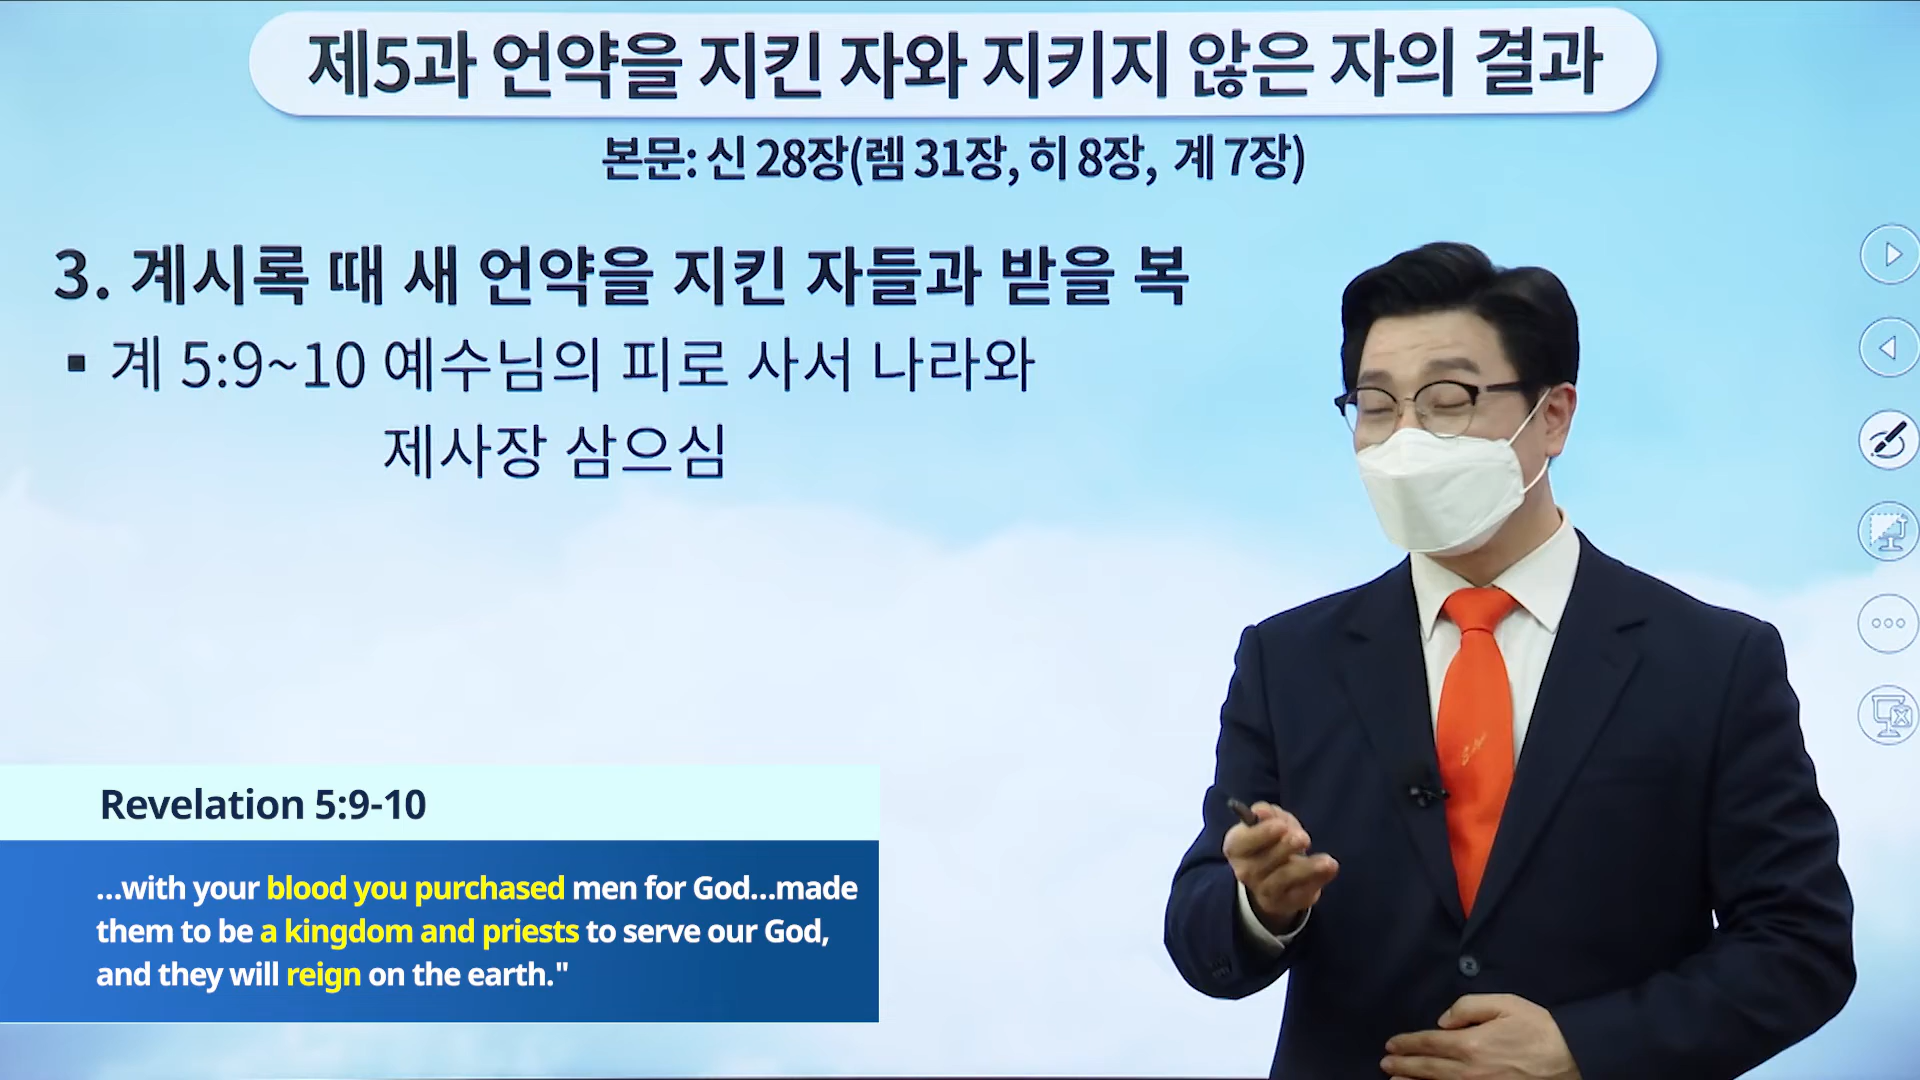 제5과 언약을 지킨 자와 지키지 않은 자의 결과
본문: 신 28장(렘 31장, 히 8장, 계 7장)
3. 계시록 때 새 언약을 지킨 자들과 받을 복
▪ 계 5:9~10 예수님의 피로 사서 나라와
제사장 삼으심
Revelation 5:9-10
...with your blood you purchased men for God...made
them to be a kingdom and priests to serve our God,
and they will reign on the earth."